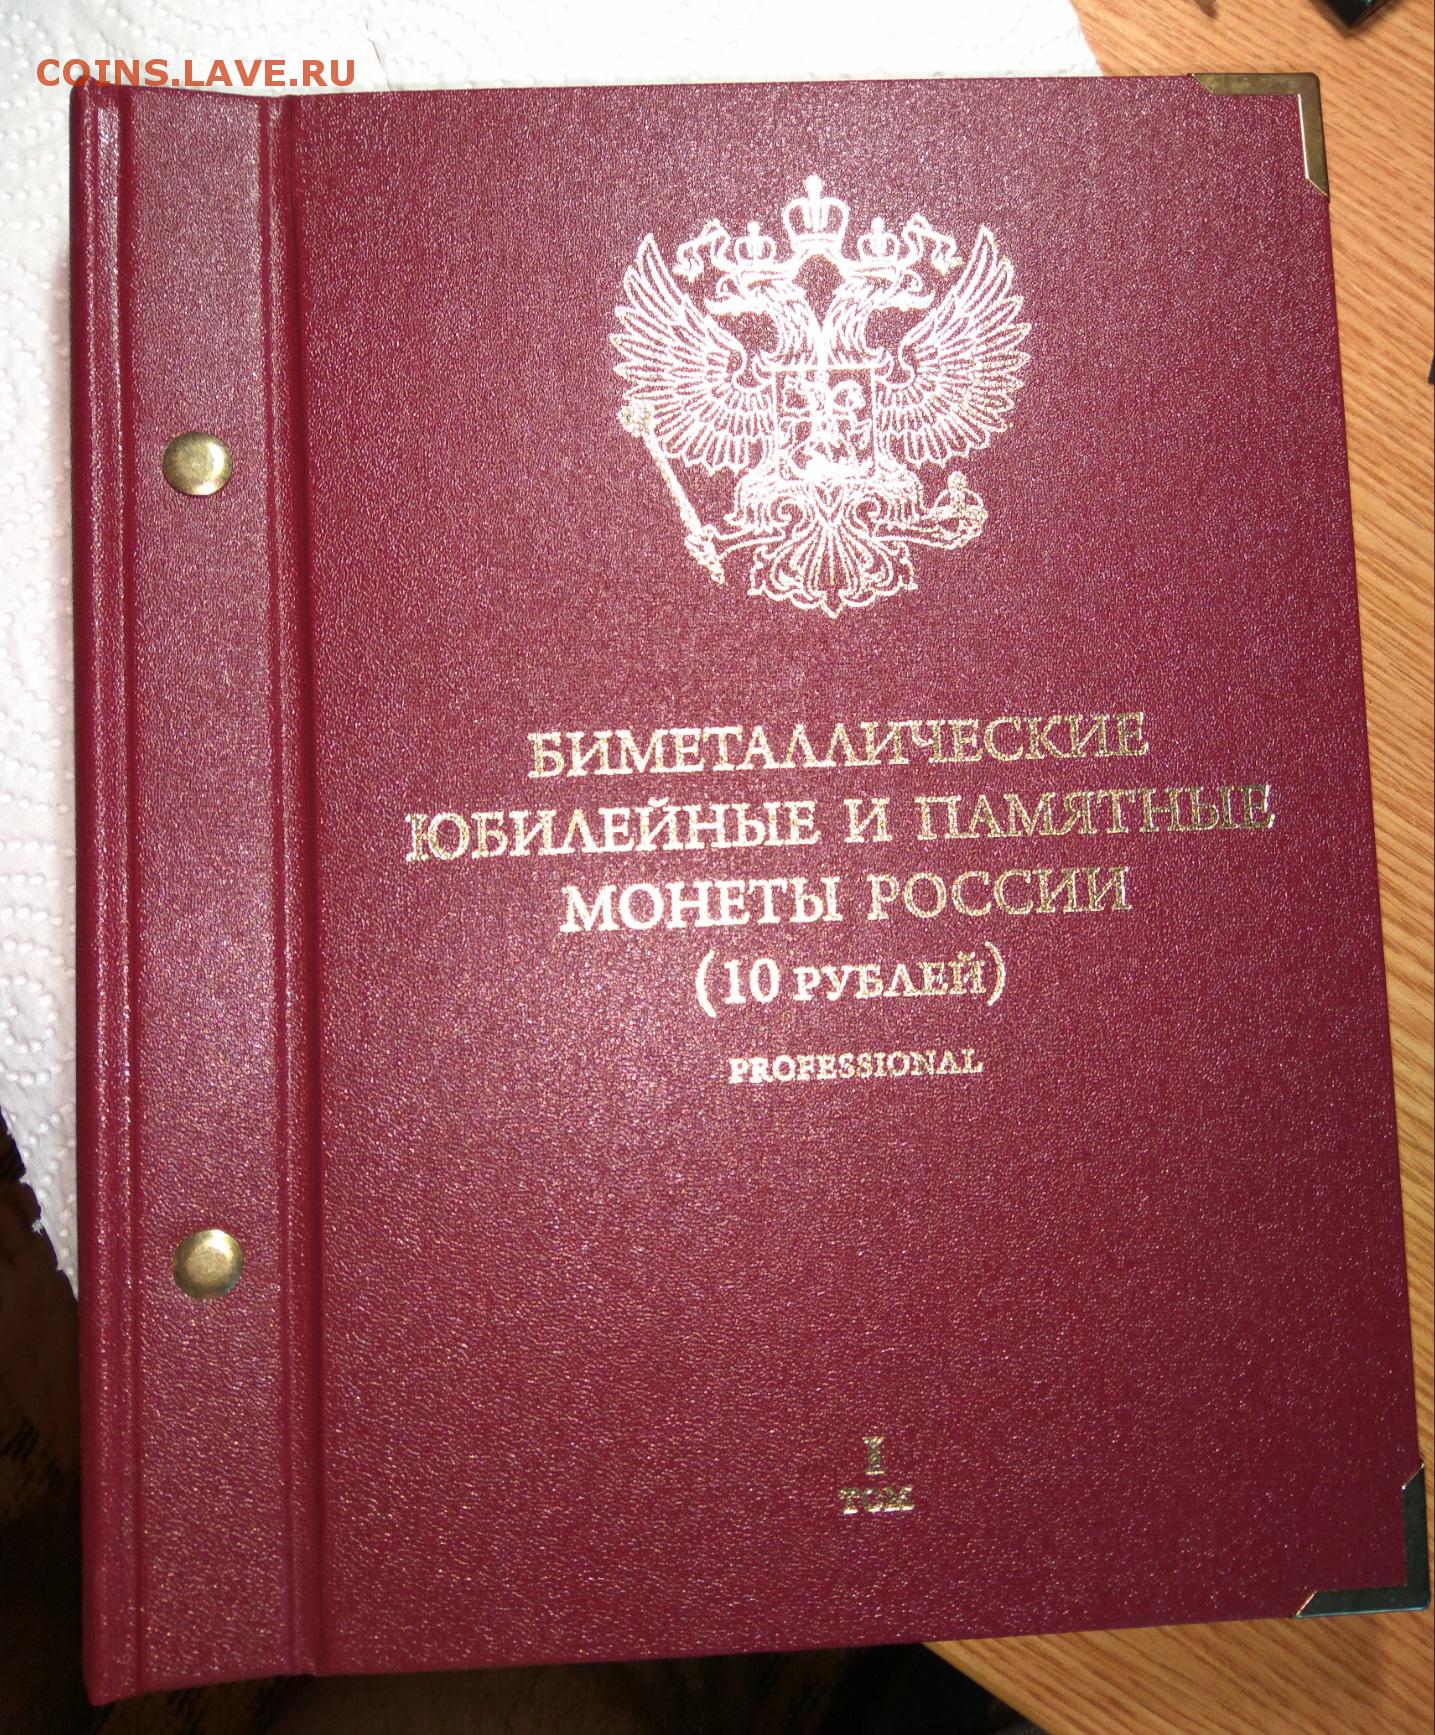 COINS.LAVE.RU
БИМЕТАЛЛИЧЕСКИЕ
ЮБИЛЕЙНЫЕ И ПАМЯТНЫЕ
МОНЕТЫ РОССИИ
(10 РУБЛЕЙ)
PROFESSIONAL
I
ТОМ